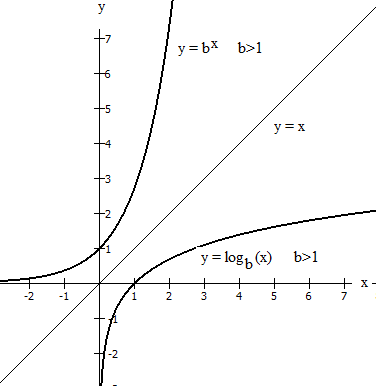 y
7
y = b^x b>1
6
5
y = x
4
3
2
1
y = log_b(x) b>1
-2 -1 1 2 3 4 5 6 7 x
-1
-2